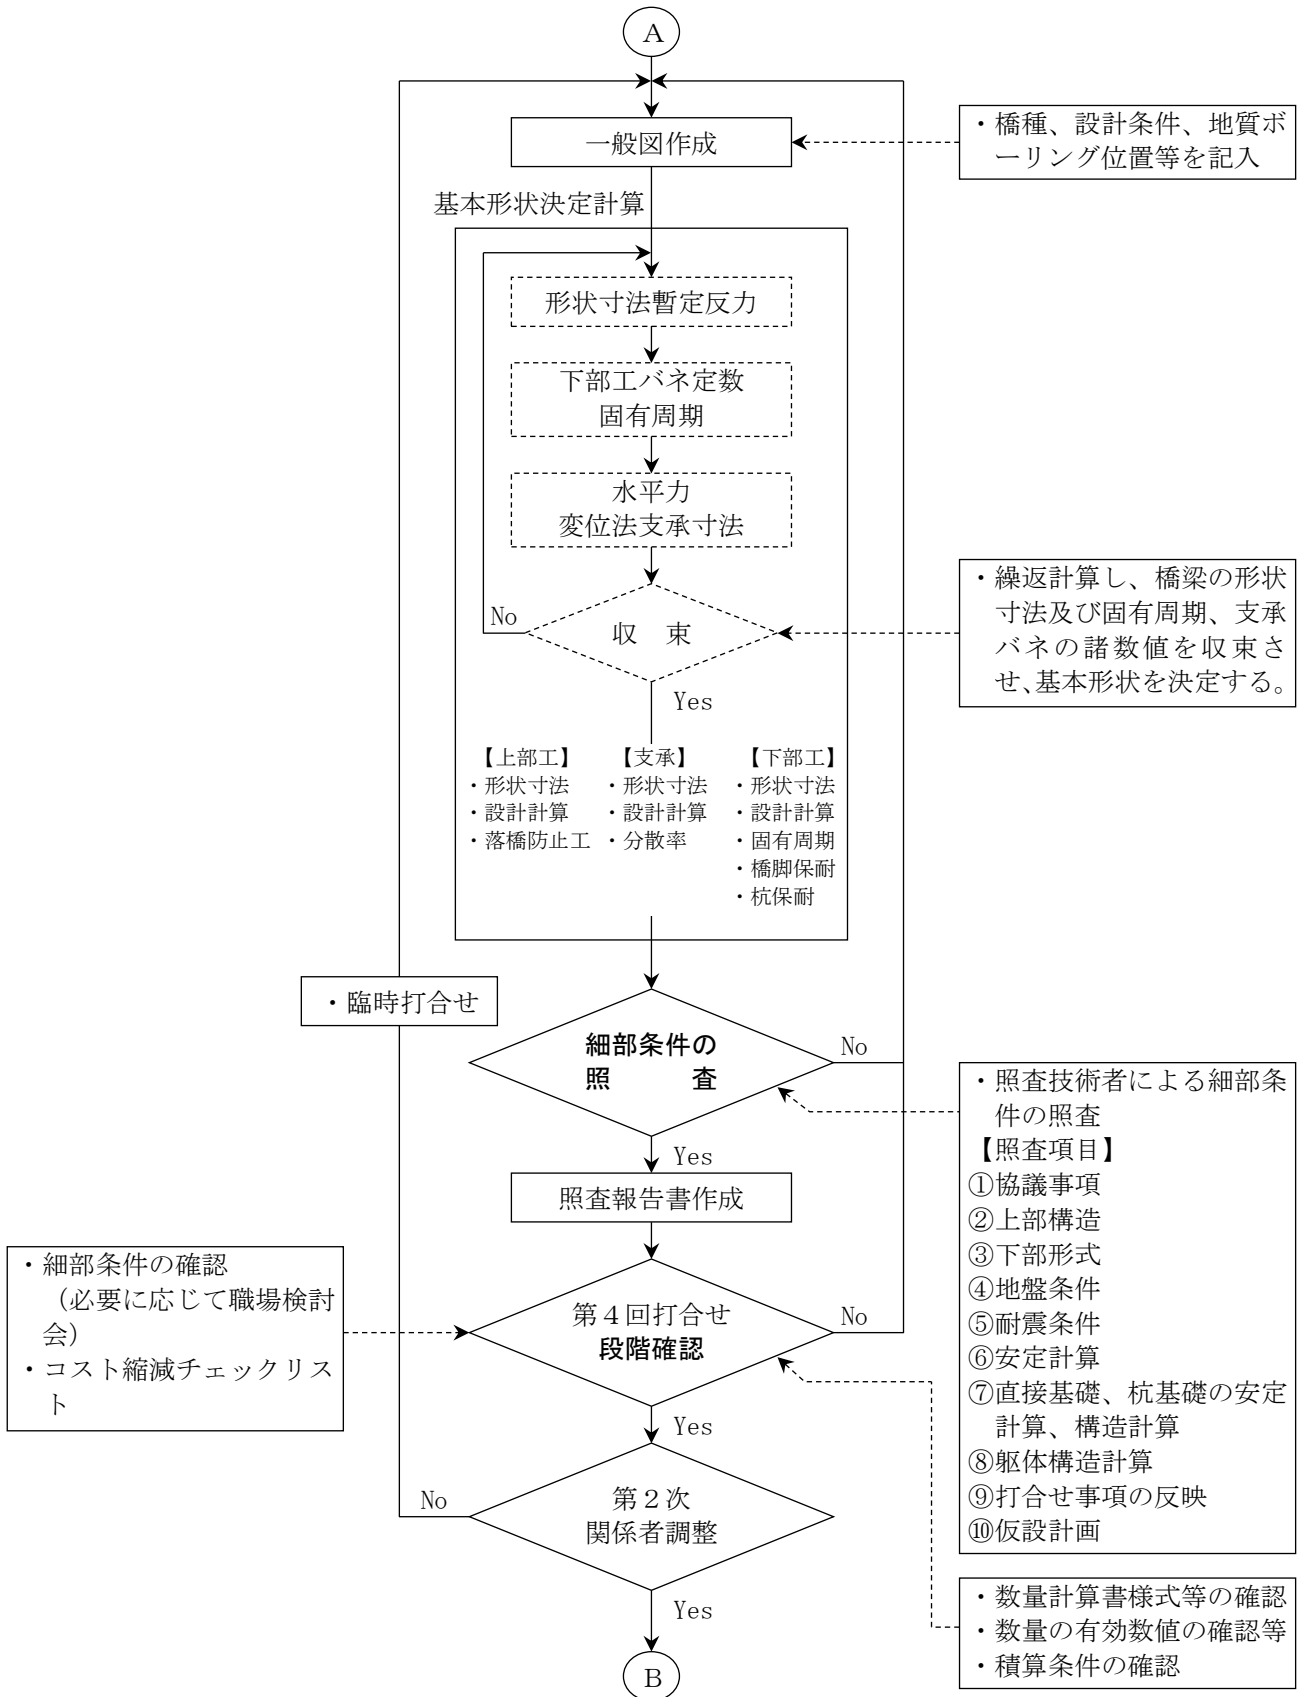 A
一般図作成
・橋種、設計条件、地質ボ
ーリング位置等を記入
基本形状決定計算
形状寸法暫定反力
下部工バネ定数
固有周期
水平力
変位法支承寸法
収　束
No
Yes
・繰返計算し、橋梁の形状
寸法及び固有周期、支承
バネの諸数値を収束さ
せ、基本形状を決定する。
【上部工】
・形状寸法
・設計計算
・落橋防止工
【支承】
・形状寸法
・設計計算
・分散率
【下部工】
・形状寸法
・設計計算
・固有周期
・橋脚保耐
・杭保耐
・臨時打合せ
細部条件の
照　　査
No
Yes
・照査技術者による細部条
件の照査
【照査項目】
①協議事項
②上部構造
③下部形式
④地盤条件
⑤耐震条件
⑥安定計算
⑦直接基礎、杭基礎の安定
計算、構造計算
⑧躯体構造計算
⑨打合せ事項の反映
⑩仮設計画
照査報告書作成
・細部条件の確認
（必要に応じて職場検討
会）
・コスト縮減チェックリス
ト
第４回打合せ
段階確認
No
Yes
第２次
関係者調整
No
Yes
・数量計算書様式等の確認
・数量の有効数値の確認等
・積算条件の確認
B